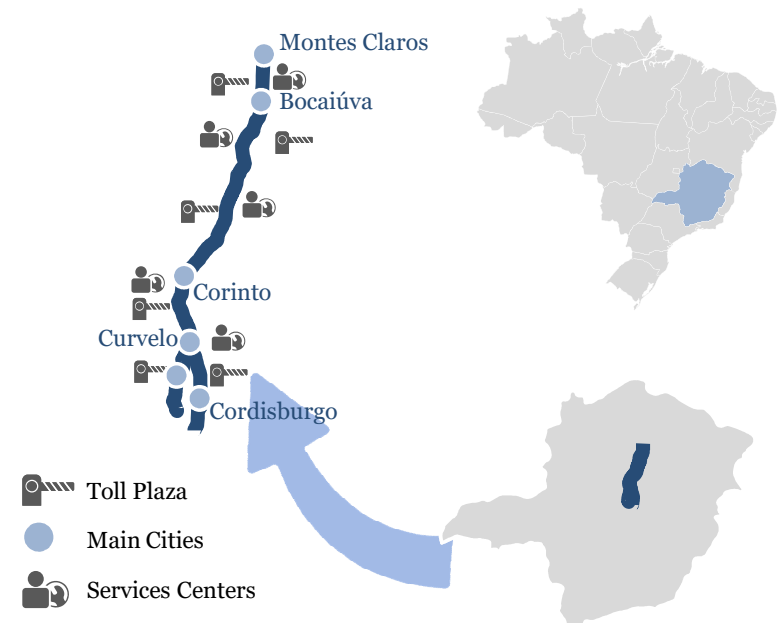 Montes Claros
Bocaiúva
Corinto
Curvelo
Cordisburgo
Toll Plaza
Main Cities
Services Centers